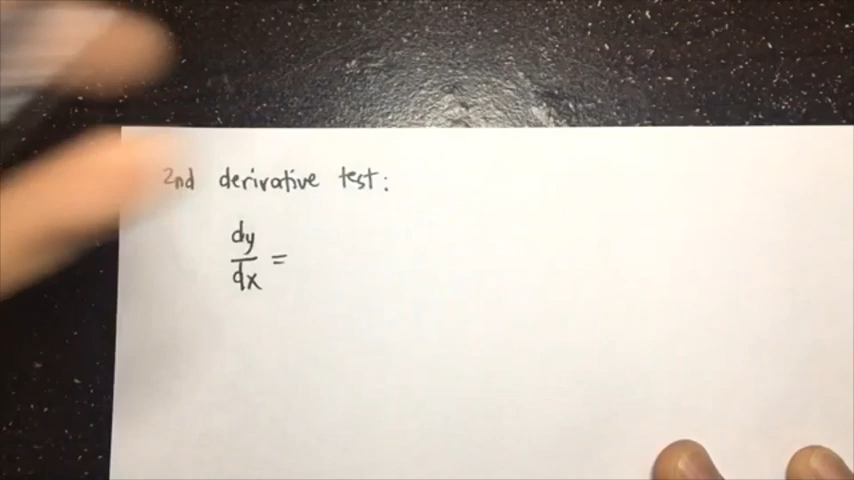 2nd derivative test:
dy
dx =